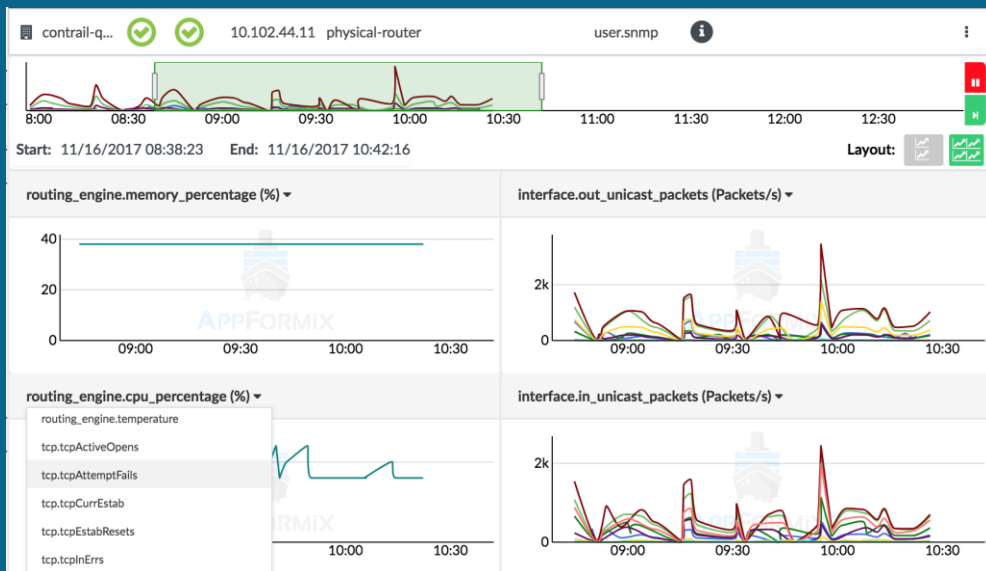 contrail-q... 10.102.44.11 physical-router user.snmp i
8:00 08:30 09:00 09:30 10:00 10:30 11:00 11:30 12:00 12:30
Start: 11/16/2017 08:38:23 End: 11/16/2017 10:42:16 Layout:
routing_engine.memory_percentage (%)
40
20
0
09:00 09:30 10:00 10:30
APPFORMIX
interface.out_unicast_packets (Packets/s)
2k
0
09:00 09:30 10:00 10:30
APPFORMIX
routing_engine.cpu_percentage (%)
routing_engine.temperature
tcp.tcpActiveOpens
tcp.tcpAttemptFails
tcp.tcpCurrEstab
tcp.tcpEstabResets
tcp.tcpInErrs
10:00 10:30
RMIX
interface.in_unicast_packets (Packets/s)
2k
0
09:00 09:30 10:00 10:30
APPFORMIX